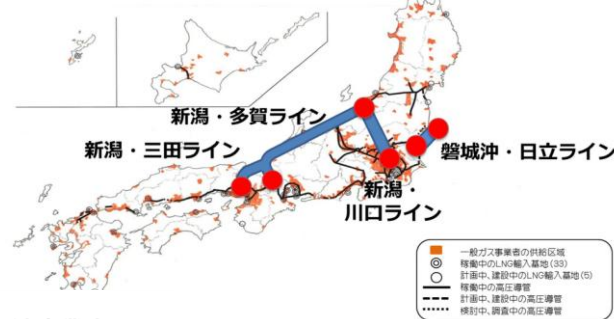 新潟・多賀ライン
新潟・三田ライン
磐城沖・日立ライン
新潟・
川口ライン
一般ガス事業者の供給区域
稼働中のLNG輸入基地(33)
計画中、建設中のLNG輸入基地(5)
稼働中の高圧導管
計画中、建設中の高圧導管
検討中、調査中の高圧導管